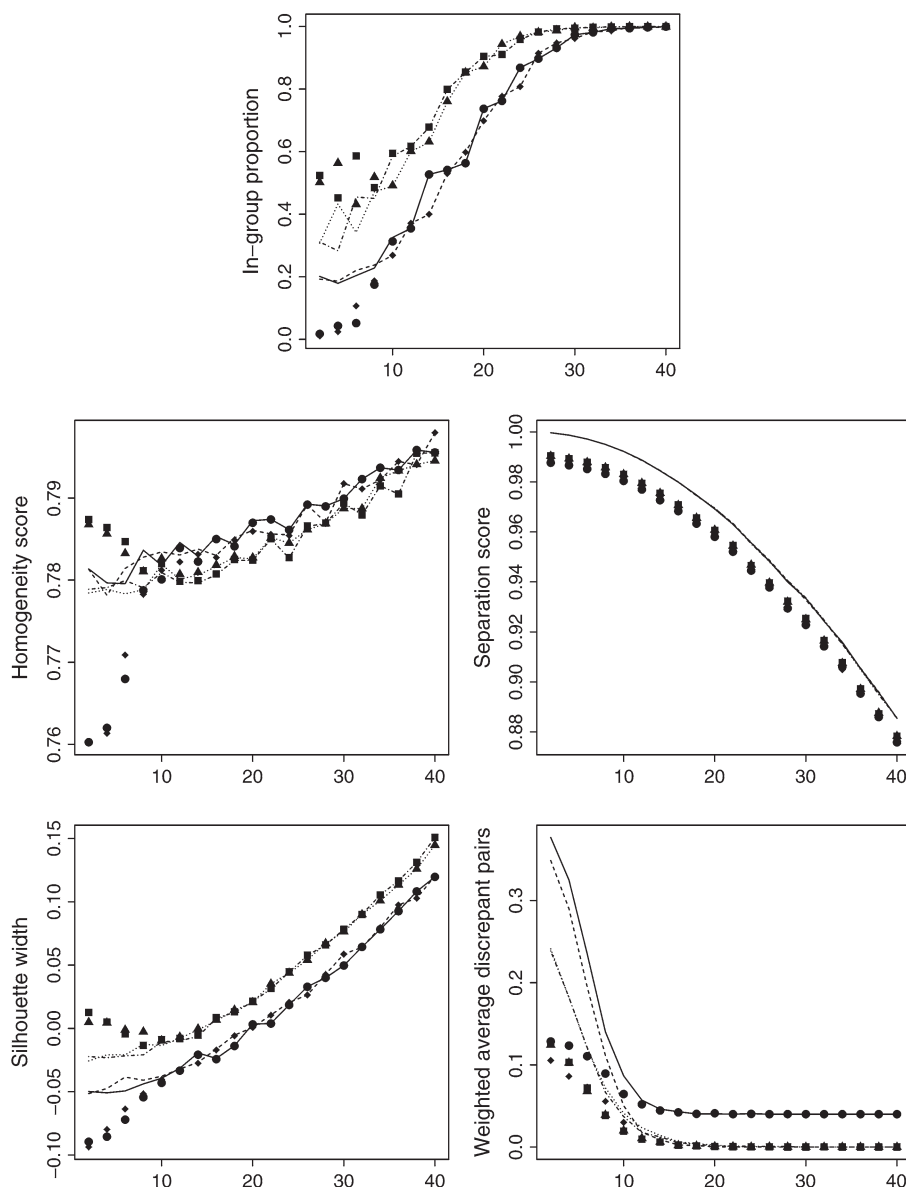 In-group proportion
1.0
0.8
0.6
0.4
0.2
0.0
10 20 30 40
Homogeneity score
0.79
0.78
0.77
0.76
10 20 30 40
Separation score
1.00
0.98
0.96
0.94
0.92
0.90
0.88
10 20 30 40
Silhouette width
0.15
0.10
0.05
0.00
−0.05
−0.10
10 20 30 40
Weighted average discrepant pairs
0.3
0.2
0.1
0.0
10 20 30 40